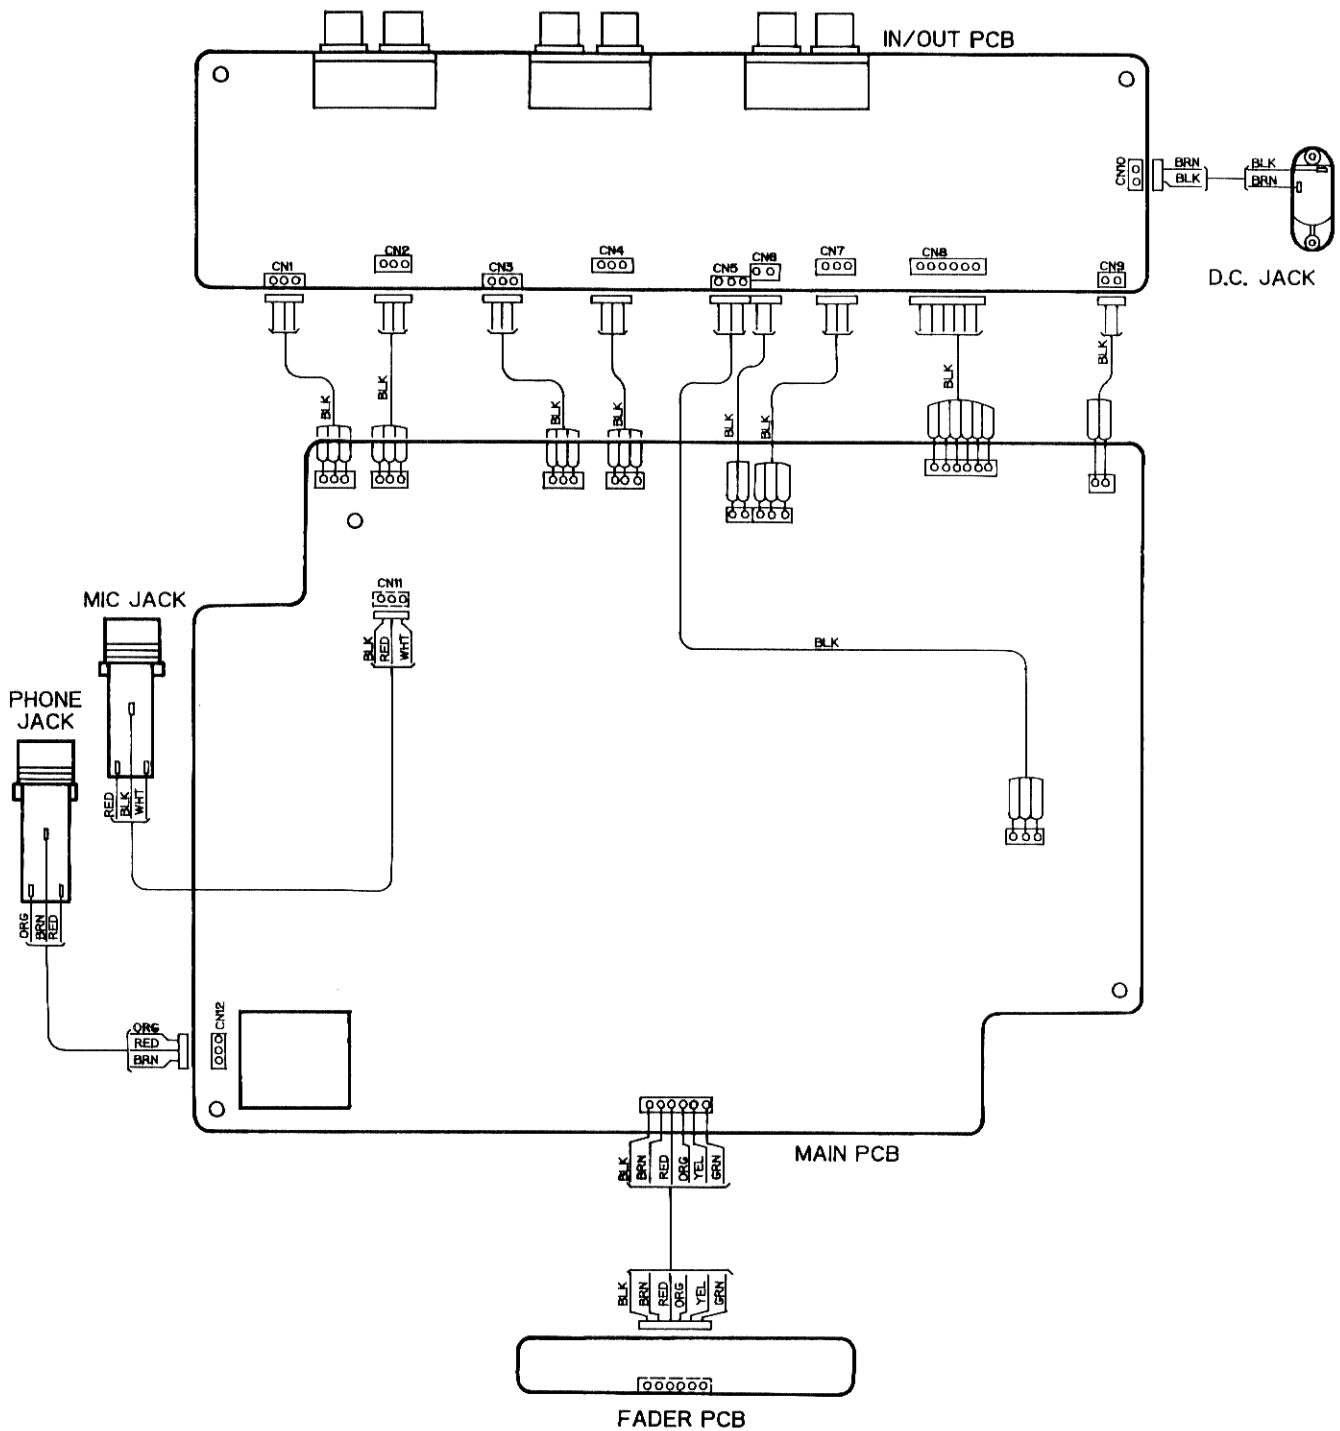 IN/OUT PCB
CN10
BRN
BLK
BLK
BRN
D.C. JACK
CN1
CN2
CN3
CN4
CN5
CN6
CN7
CN8
CN9
BLK
BLK
BLK
BLK
BLK
BLK
BLK
BLK
CN11
BLK
RED
WHT
BLK
MIC JACK
RED
BLK
WHT
PHONE
JACK
ORG
BRN
RED
ORG
RED
BRN
CN12
MAIN PCB
BLK
BRN
RED
ORG
YEL
GRN
BLK
BRN
RED
ORG
YEL
GRN
FADER PCB